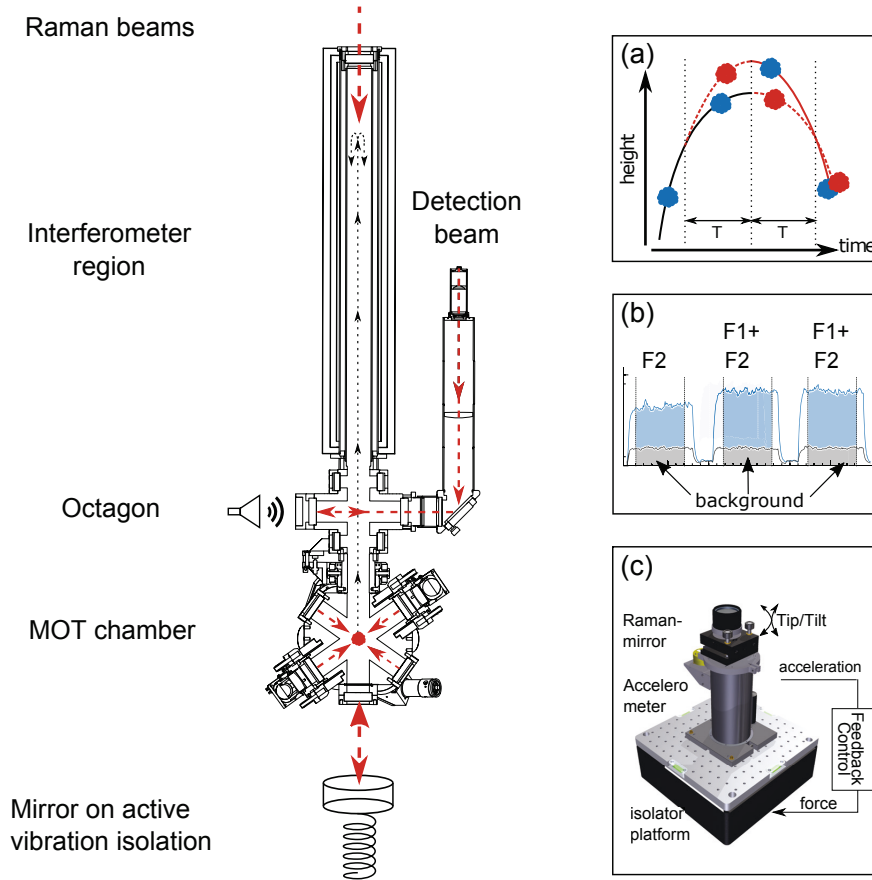 Raman beams
Interferometer
region
Detection
beam
Octagon
MOT chamber
Mirror on active
vibration isolation
(a)
height
T
T
time
(b)
F2
F1+
F2
F1+
F2
background
(c)
Raman-
mirror
Tip/Tilt
acceleration
Accelero
meter
Feedback
Control
force
isolator
platform